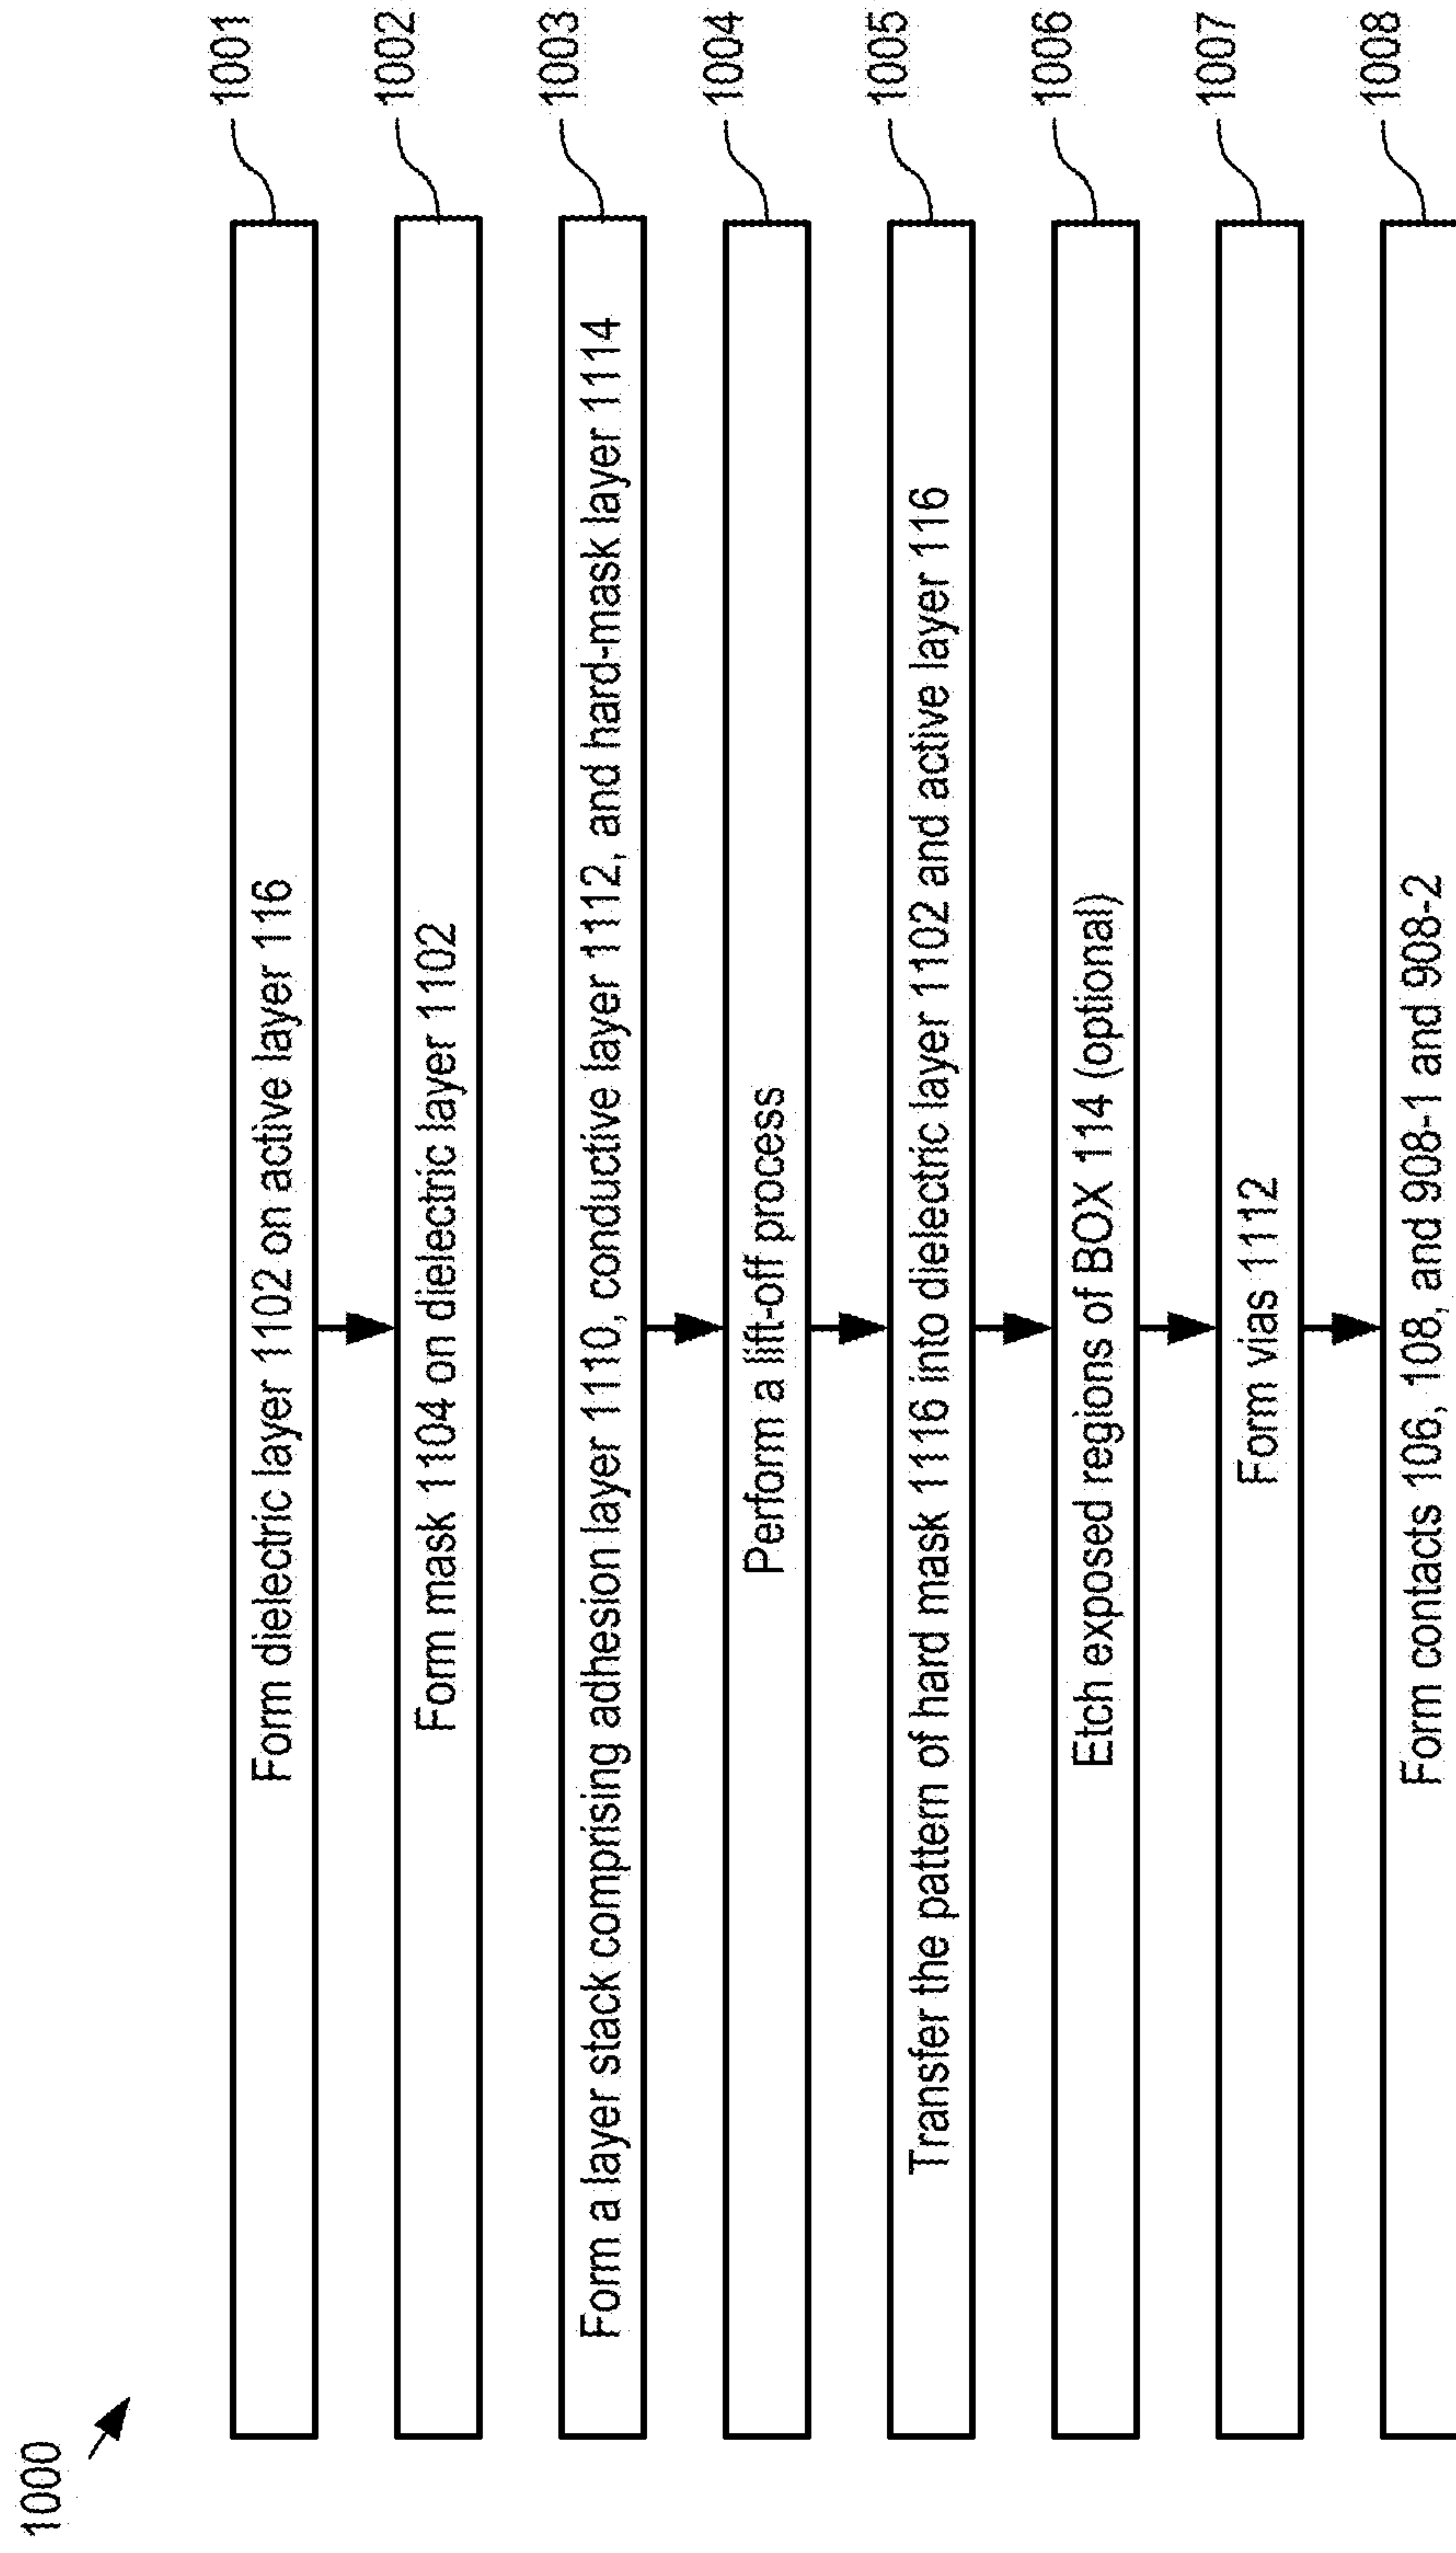 1000
Form dielectric layer 1102 on active layer 116
1001
Form mask 1104 on dielectric layer 1102
1002
Form a layer stack comprising adhesion layer 1110, conductive layer 1112, and hard-mask layer 1114
1003
Perform a lift-off process
1004
Transfer the pattern of hard mask 1116 into dielectric layer 1102 and active layer 116
1005
Etch exposed regions of BOX 114 (optional)
1006
Form vias 1112
1007
Form contacts 106, 108, and 908-1 and 908-2
1008